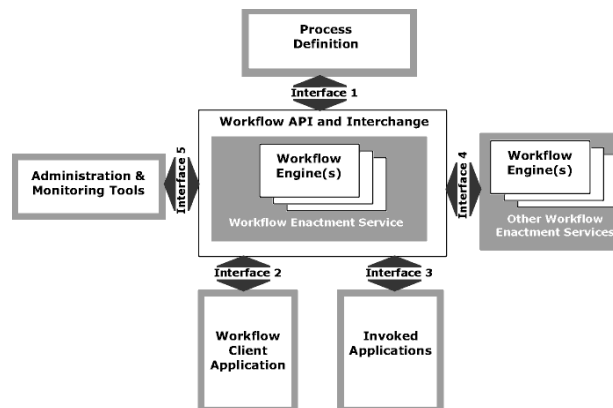 Process
Definition
Interface 1
Workflow API and Interchange
Workflow
Engine(s)
Workflow Enactment Service
Administration &
Monitoring Tools
Interface 5
Interface 4
Workflow
Engine(s)
Other Workflow
Enactment Services
Interface 2
Interface 3
Workflow
Client
Application
Invoked
Applications